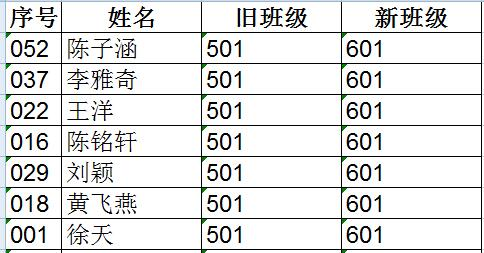 序号 姓名 旧班级 新班级
052 陈子涵 501 601
037 李雅奇 501 601
022 王洋 501 601
016 陈铭轩 501 601
029 刘颖 501 601
018 黄飞燕 501 601
001 徐天 501 601